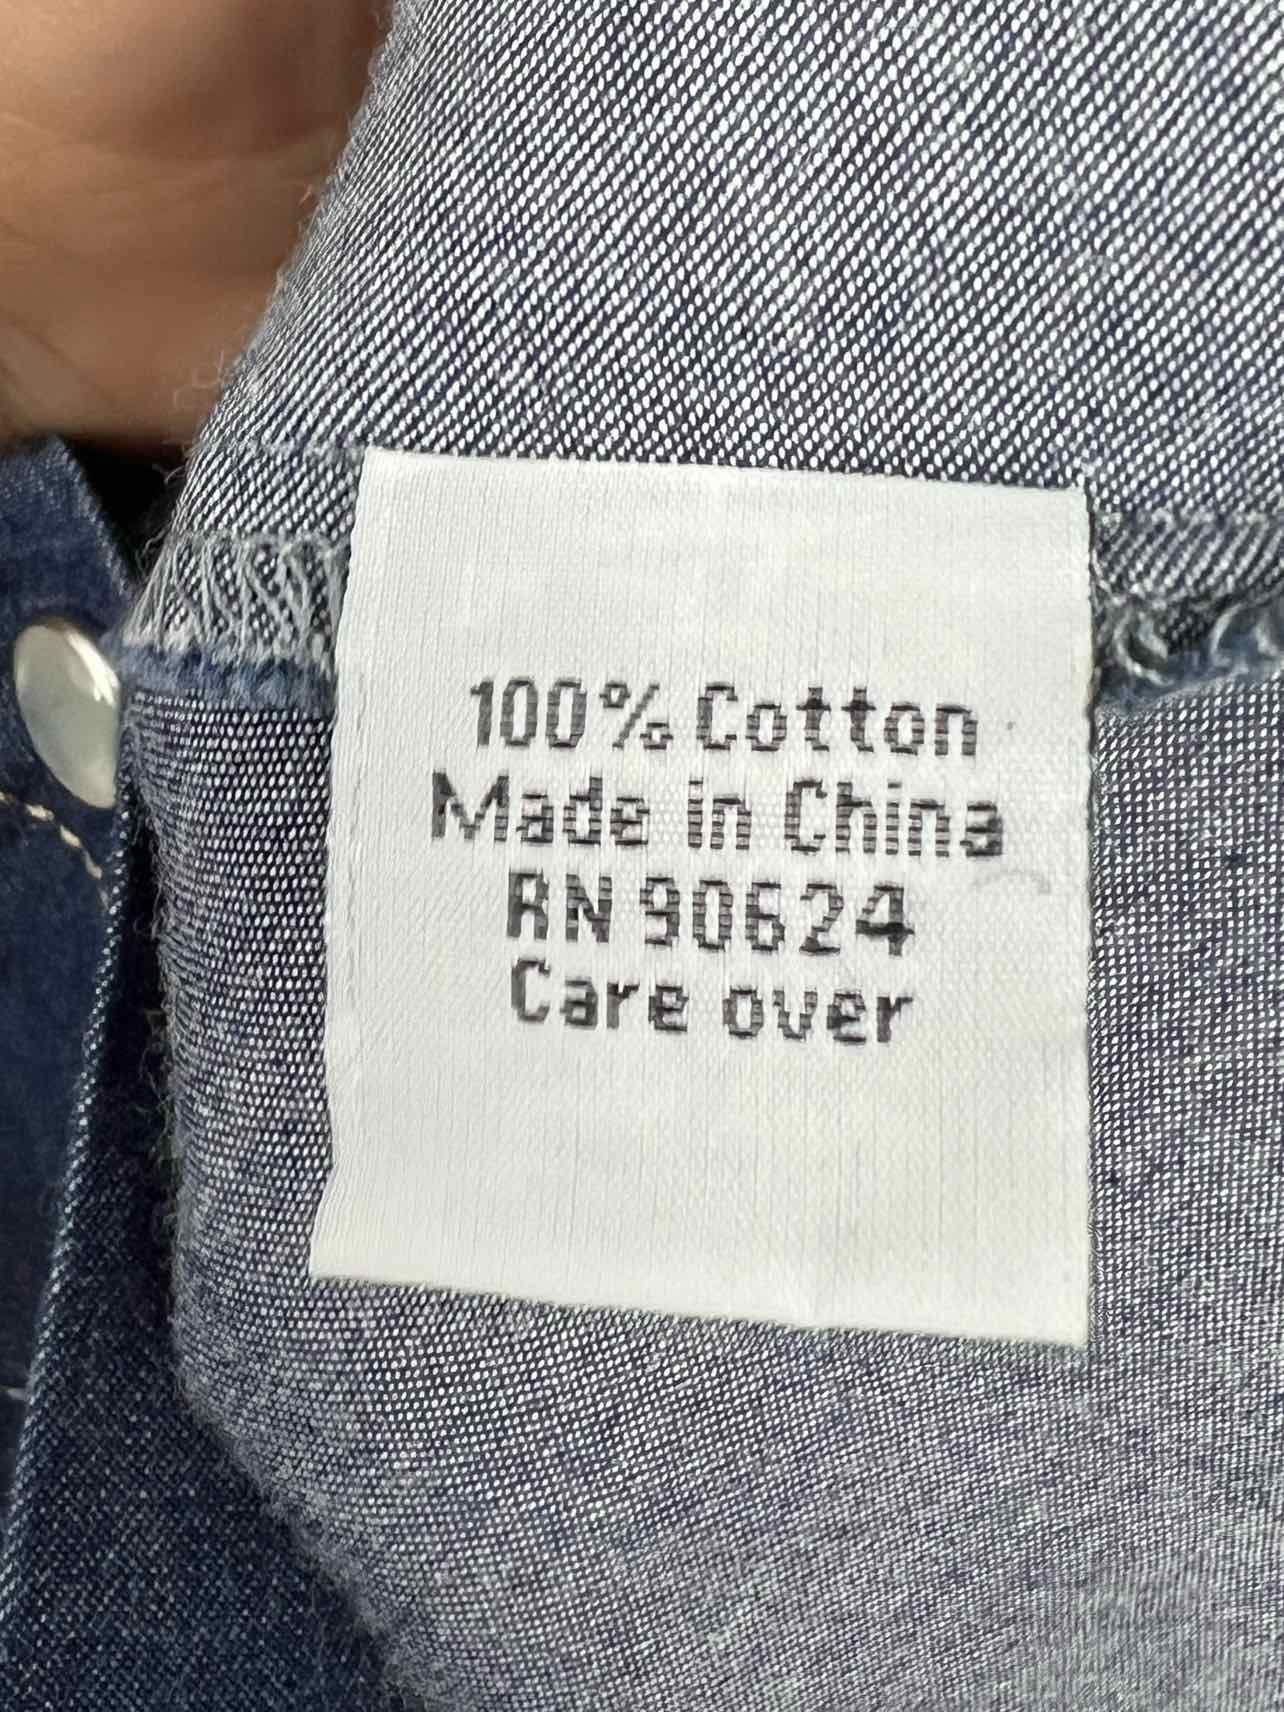 100% Cotton
Made in China
RN 90624
Care over